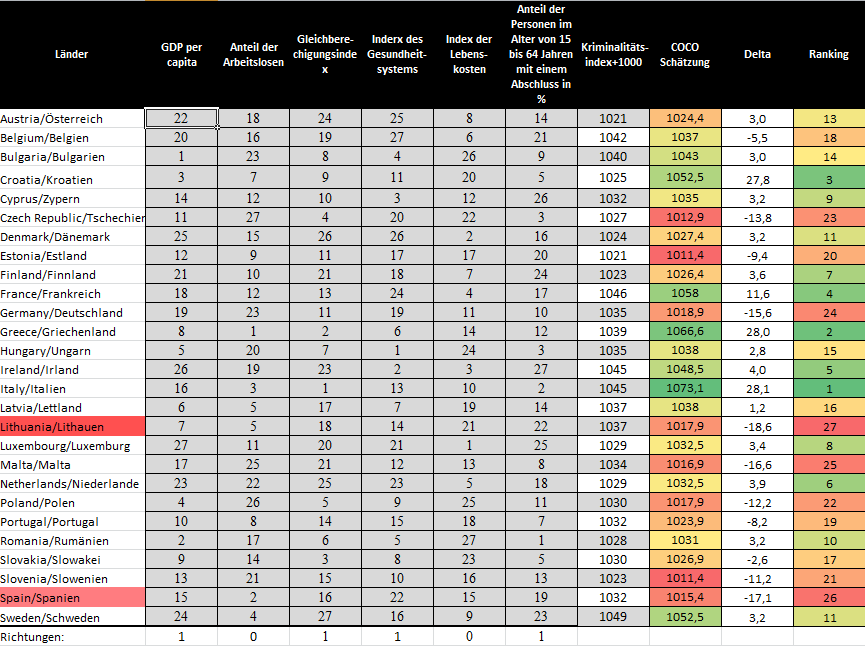 Länder GDP per capita Anteil der Arbeitslosen Gleichbere-chigungsindex Inderx des Gesundheit-systems Index der Lebens-kosten Anteil der Personen im Alter von 15 bis 64 Jahren mit einem Abschluss in % Kriminalitäts-index+1000 COCO Schätzung Delta Ranking
Austria/Österreich 22 18 24 25 8 14 1021 1024,4 3,0 13
Belgium/Belgien 20 16 19 27 6 21 1042 1037 -5,5 18
Bulgaria/Bulgarien 1 23 8 4 26 9 1040 1043 3,0 14
Croatia/Kroatien 3 7 9 11 20 5 1025 1052,5 27,8 3
Cyprus/Zypern 14 12 10 3 12 26 1032 1035 3,2 9
Czech Republic/Tschechier 11 27 4 20 22 3 1027 1012,9 -13,8 23
Denmark/Dänemark 25 15 26 26 2 16 1024 1027,4 3,2 11
Estonia/Estland 12 9 11 17 17 20 1021 1011,4 -9,4 20
Finland/Finnland 21 10 21 18 7 24 1023 1026,4 3,6 7
France/Frankreich 18 12 13 24 4 17 1046 1058 11,6 4
Germany/Deutschland 19 23 11 19 11 10 1035 1018,9 -15,6 24
Greece/Griechenland 8 1 2 6 14 12 1039 1066,6 28,0 2
Hungary/Ungarn 5 20 7 1 24 3 1035 1038 2,8 15
Ireland/Irland 26 19 23 2 3 27 1045 1048,5 4,0 5
Italy/Italien 16 3 1 13 10 2 1045 1073,1 28,1 1
Latvia/Lettland 6 5 17 7 19 14 1037 1038 1,2 16
Lithuania/Lithauen 7 5 18 14 21 22 1037 1017,9 -18,6 27
Luxembourg/Luxemburg 27 11 20 21 1 25 1029 1032,5 3,4 8
Malta/Malta 17 25 21 12 13 8 1034 1016,9 -16,6 25
Netherlands/Niederlande 23 22 25 23 5 18 1029 1032,5 3,9 6
Poland/Polen 4 26 5 9 25 11 1030 1017,9 -12,2 22
Portugal/Portugal 10 8 14 15 18 7 1032 1023,9 -8,2 19
Romania/Rumänien 2 17 6 5 27 1 1028 1031 3,2 10
Slovakia/Slowakei 9 14 3 8 23 5 1030 1026,9 -2,6 17
Slovenia/Slowenien 13 21 15 10 16 13 1023 1011,4 -11,2 21
Spain/Spanien 15 2 16 22 15 19 1032 1015,4 -17,1 26
Sweden/Schweden 24 4 27 16 9 23 1049 1052,5 3,2 11
Richtungen: 1 0 1 1 0 1